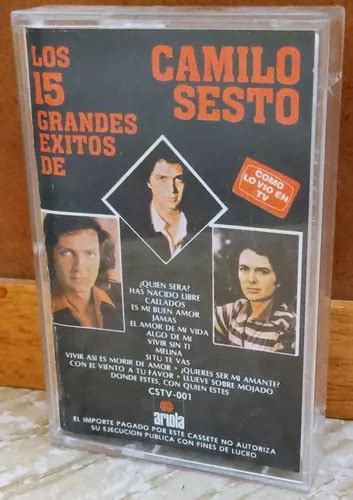 LOS
15
GRANDES
EXITOS
DE
CAMILO
SESTO
COMO
LO VIO EN
TV
¿QUIEN SERA?
HAS NACIDO LIBRE
CALLADOS
ES MI BUEN AMOR
JAMAS
EL AMOR DE MI VIDA
ALGO DE MI
VIVIR SIN TI
MELINA
SI TU TE VAS
VIVIR ASI ES MORIR DE AMOR • ¿QUIERES SER MI AMANTE?
CON EL VIENTO A TU FAVOR • LLUEVE SOBRE MOJADO
DONDE ESTES, CON QUIEN ESTES
CSTV-001
ariola
EL IMPORTE PAGADO POR ESTE CASSETE NO AUTORIZA
SU EJECUCION PUBLICA CON FINES DE LUCRO